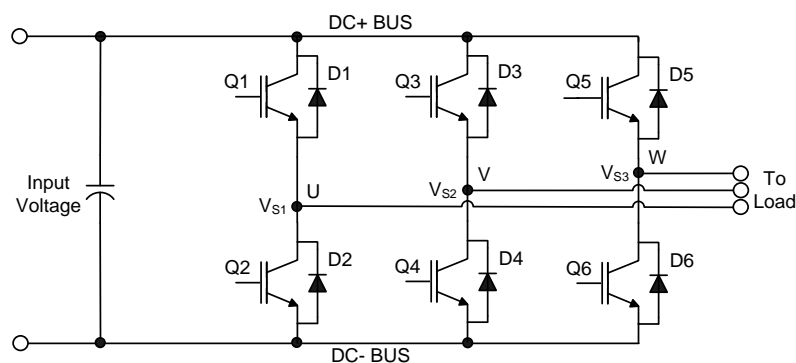 DC+ BUS
Q1
D1
Q3
D3
Q5
D5
Input
Voltage
VS1
U
VS2
V
VS3
W
To
Load
Q2
D2
Q4
D4
Q6
D6
DC- BUS